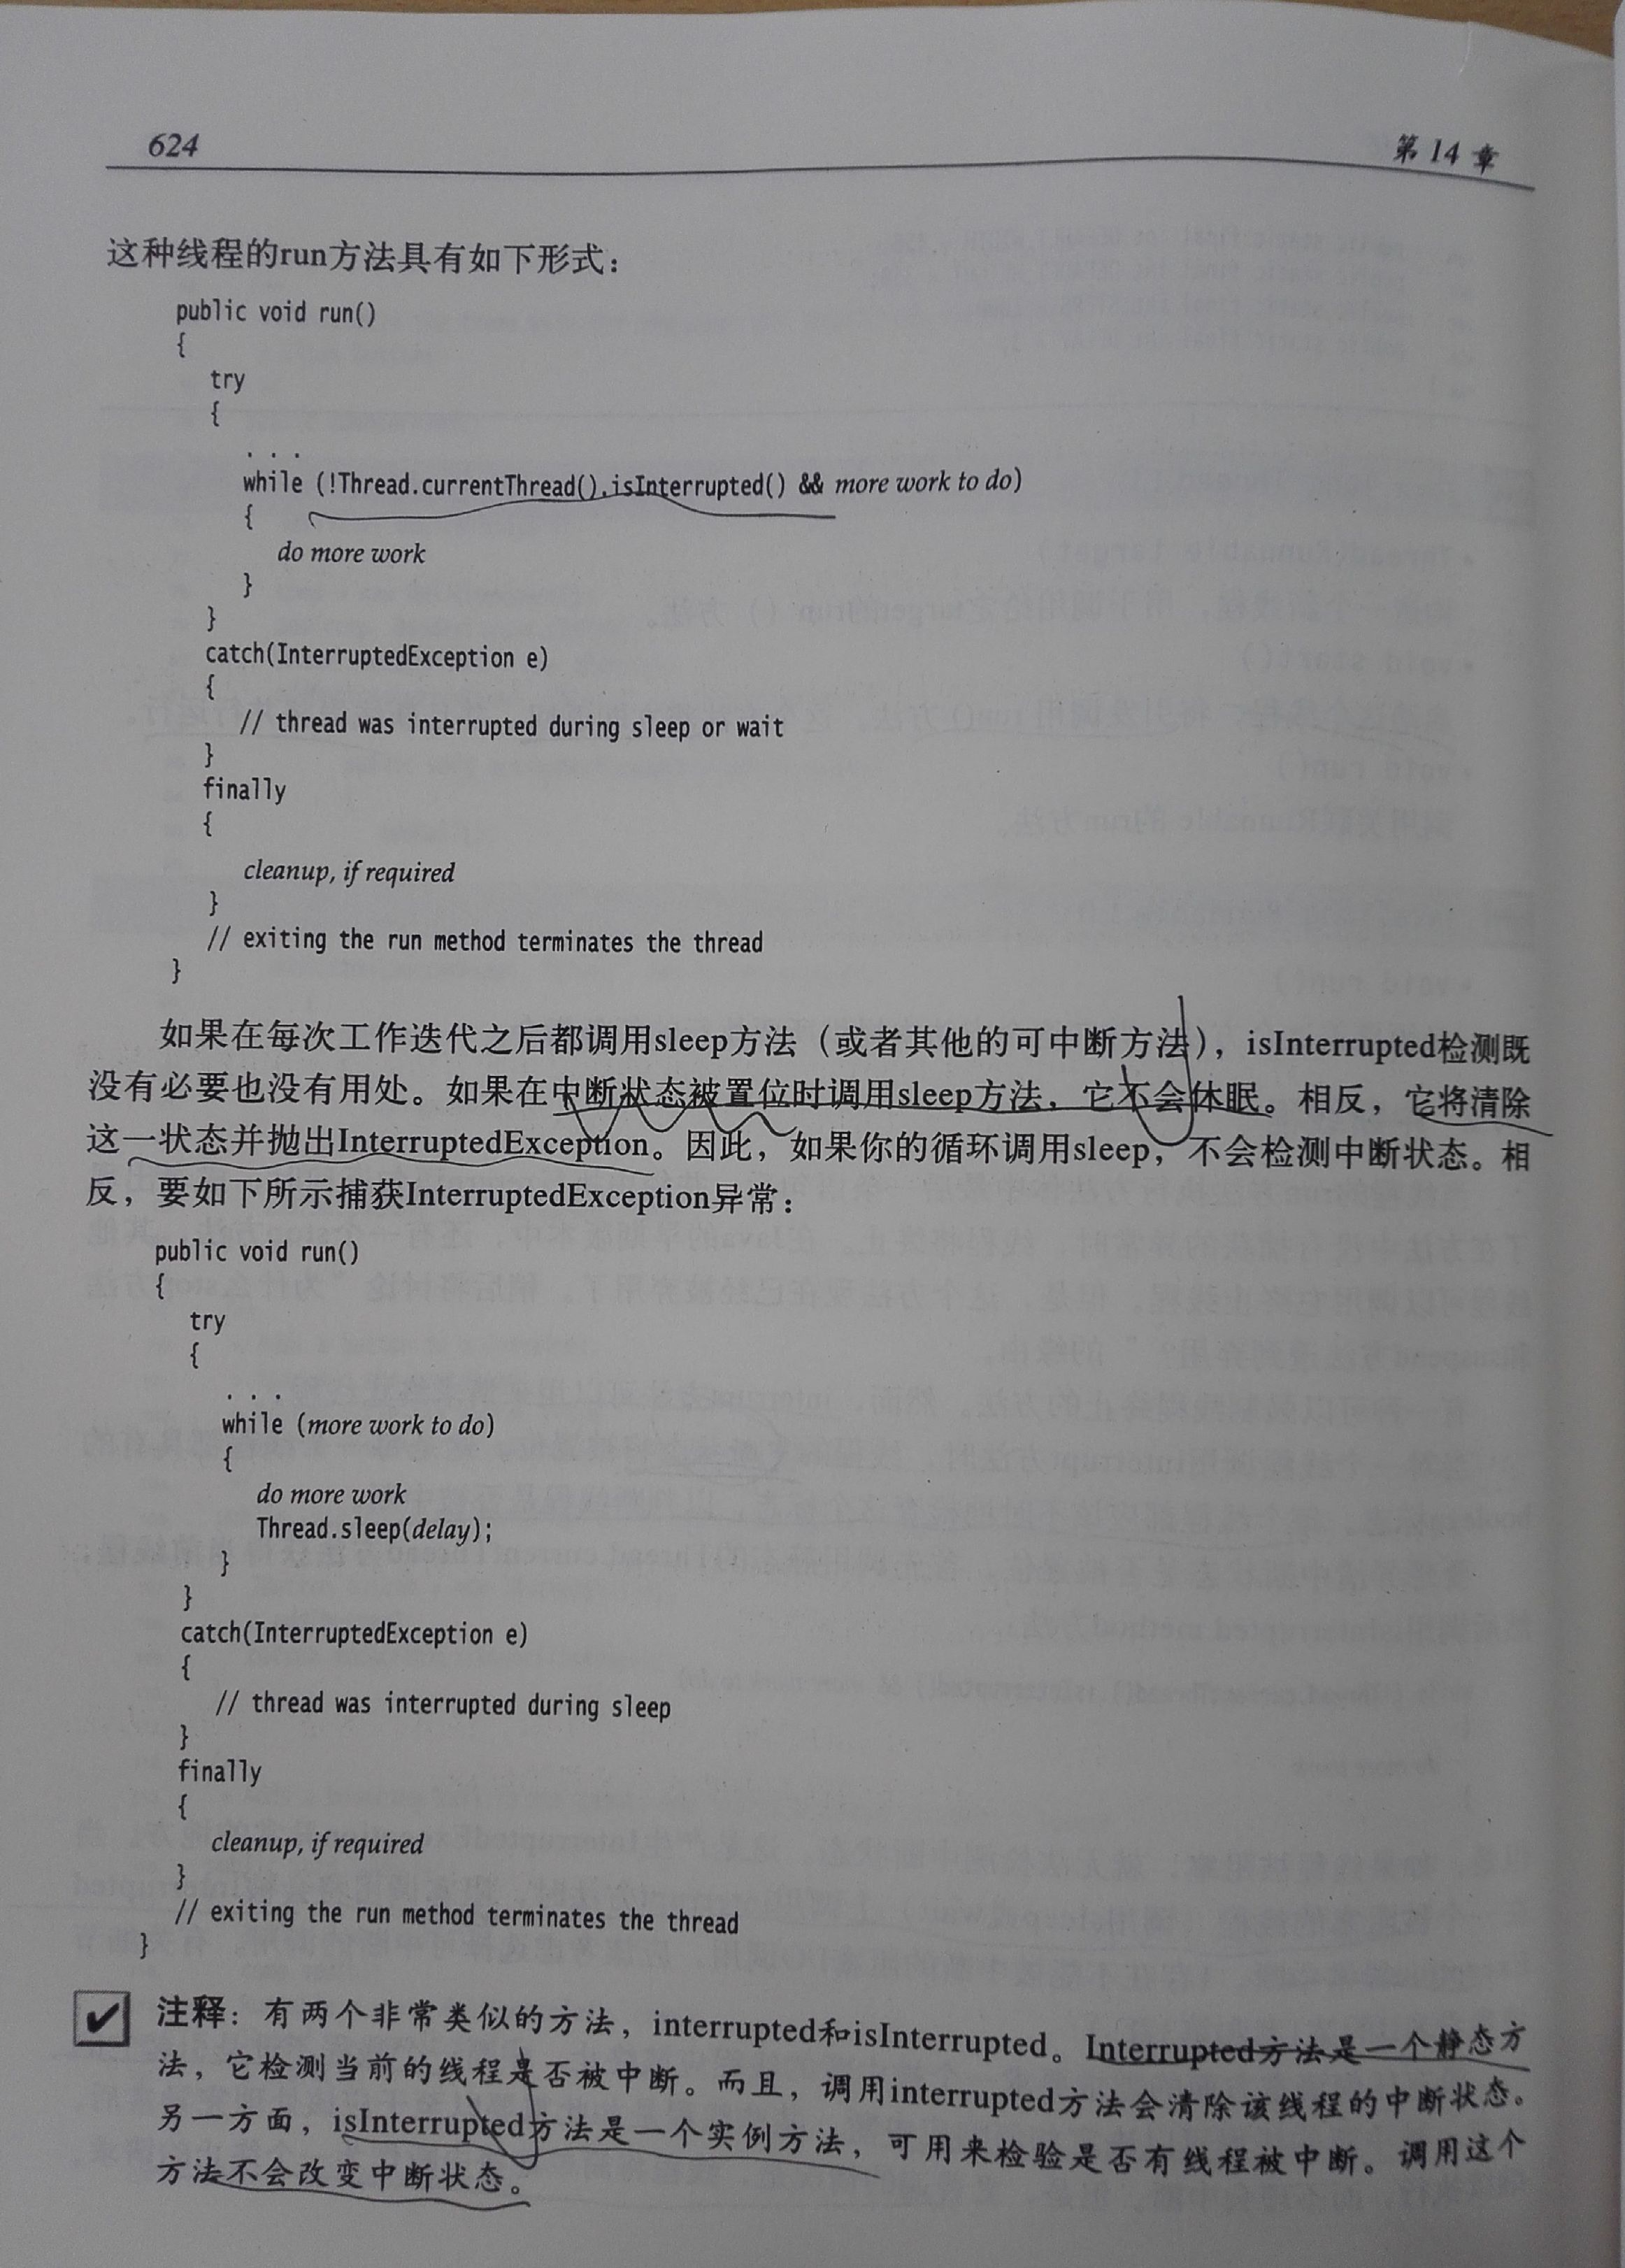 624
第 14 章
这种线程的run方法具有如下形式：
public void run()
{
try
{
. . .
while (!Thread.currentThread().isInterrupted() && more work to do)
{
do more work
}
}
catch(InterruptedException e)
{
// thread was interrupted during sleep or wait
}
finally
{
cleanup, if required
}
// exiting the run method terminates the thread
}
如果在每次工作迭代之后都调用sleep方法（或者其他的可中断方法），isInterrupted检测既
没有必要也没有用处。如果在中断状态被置位时调用sleep方法，它不会休眠。相反，它将清除
这一状态并抛出InterruptedException。因此，如果你的循环调用sleep，不会检测中断状态。相
反，要如下所示捕获InterruptedException异常：
public void run()
{
try
{
. . .
while (more work to do)
{
do more work
Thread.sleep(delay);
}
}
catch(InterruptedException e)
{
// thread was interrupted during sleep
}
finally
{
cleanup, if required
}
// exiting the run method terminates the thread
}
注释：有两个非常类似的方法，interrupted和isInterrupted。Interrupted方法是一个静态方
法，它检测当前的线程是否被中断。而且，调用interrupted方法会清除该线程的中断状态。
另一方面，isInterrupted方法是一个实例方法，可用来检验是否有线程被中断。调用这个
方法不会改变中断状态。